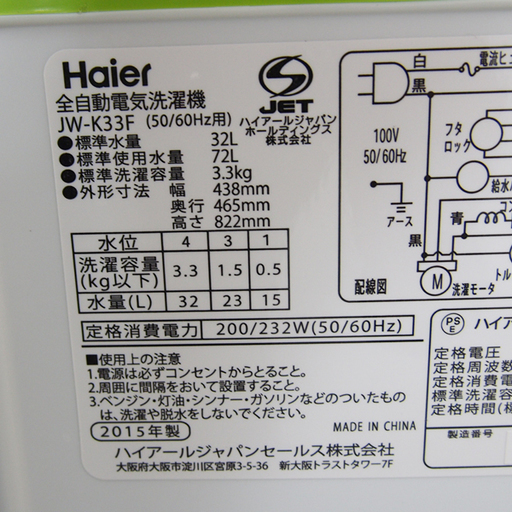 Haier
JET
全自動電気洗濯機
JW-K33F (50/60Hz用)
ハイアールジャパン
ホールディングス
株式会社
●標準水量 32L
●標準使用水量 72L
●標準洗濯容量 3.3kg
●外形寸法 幅 438mm
奥行 465mm
高さ 822mm
水位 4 3 1
洗濯容量(kg以下) 3.3 1.5 0.5
水量(L) 32 23 15
定格消費電力 200/232W(50/60Hz)
■使用上の注意
1.電源は必ずコンセントからとること。
2.周囲に間隔をおいて設置すること。
3.ベンジン・灯油・シンナー・ガソリンなどのついたもの
は、洗濯や脱水をしないでください。
2015年製
MADE IN CHINA
ハイアールジャパンセールス株式会社
大阪府大阪市淀川区宮原3-5-36 新大阪トラストタワー7F
白
電流ヒュ
黒
100V
50/60Hz
フタ
ロック
給水
アース
青
コン
黒
配線図
M
洗濯モータ
トル
PS
E
ハイア
定格電圧
定格周波数
定格消費電
標準洗濯容
定格時間(
製造番号